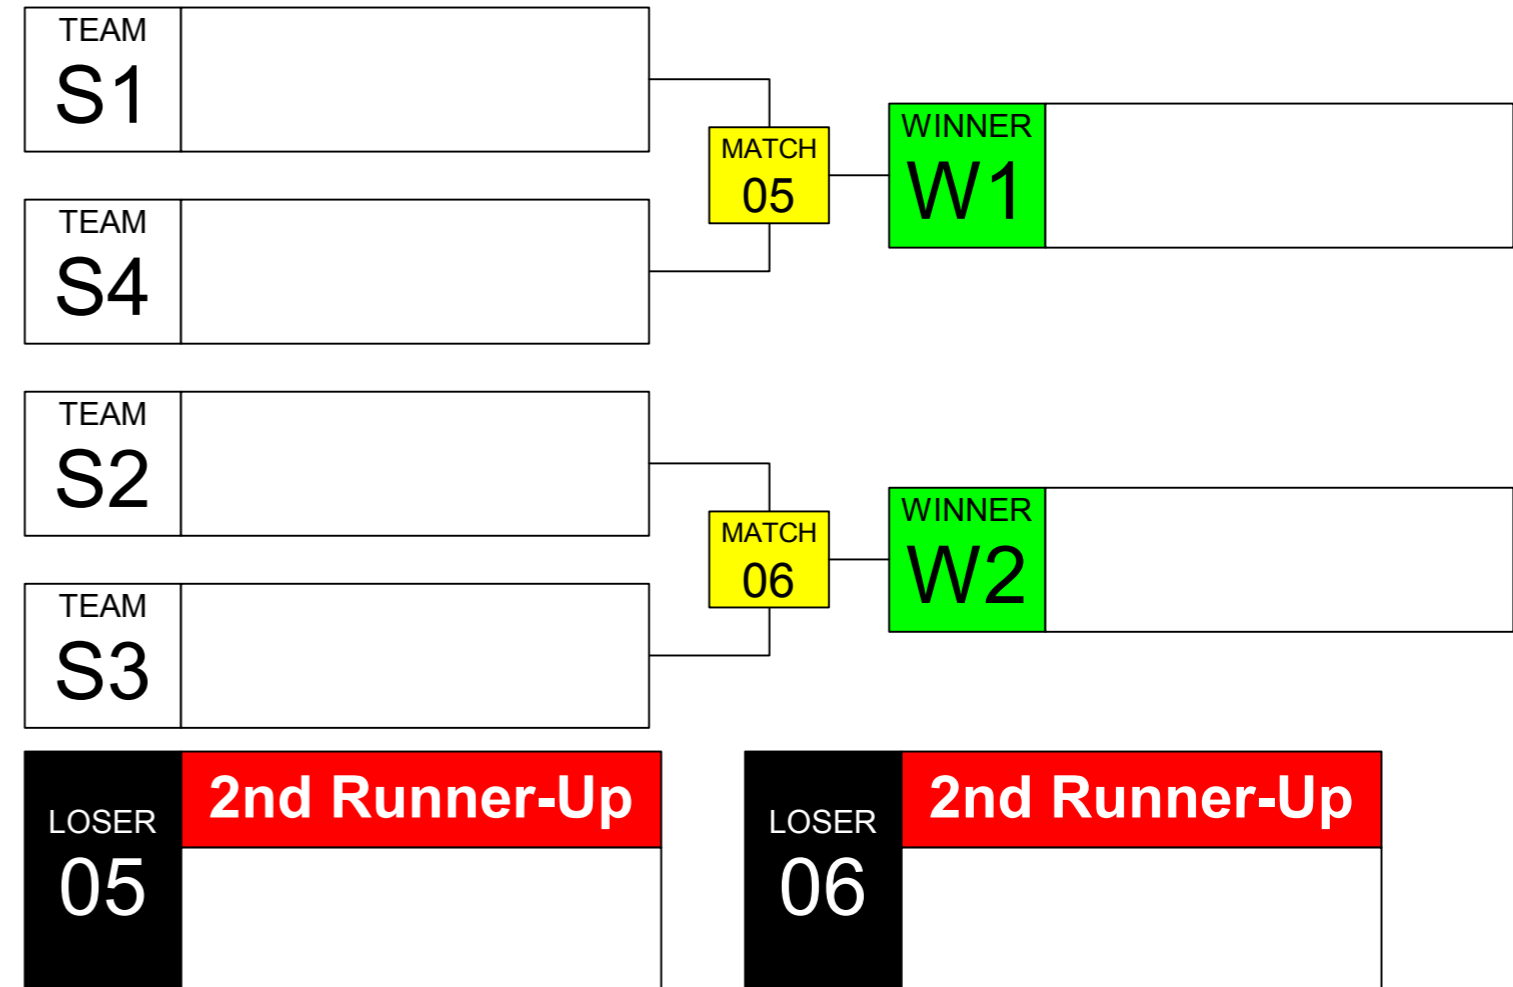 TEAM
S1
TEAM
S4
MATCH
05
WINNER
W1
TEAM
S2
TEAM
S3
MATCH
06
WINNER
W2
LOSER
05
2nd Runner-Up
LOSER
06
2nd Runner-Up